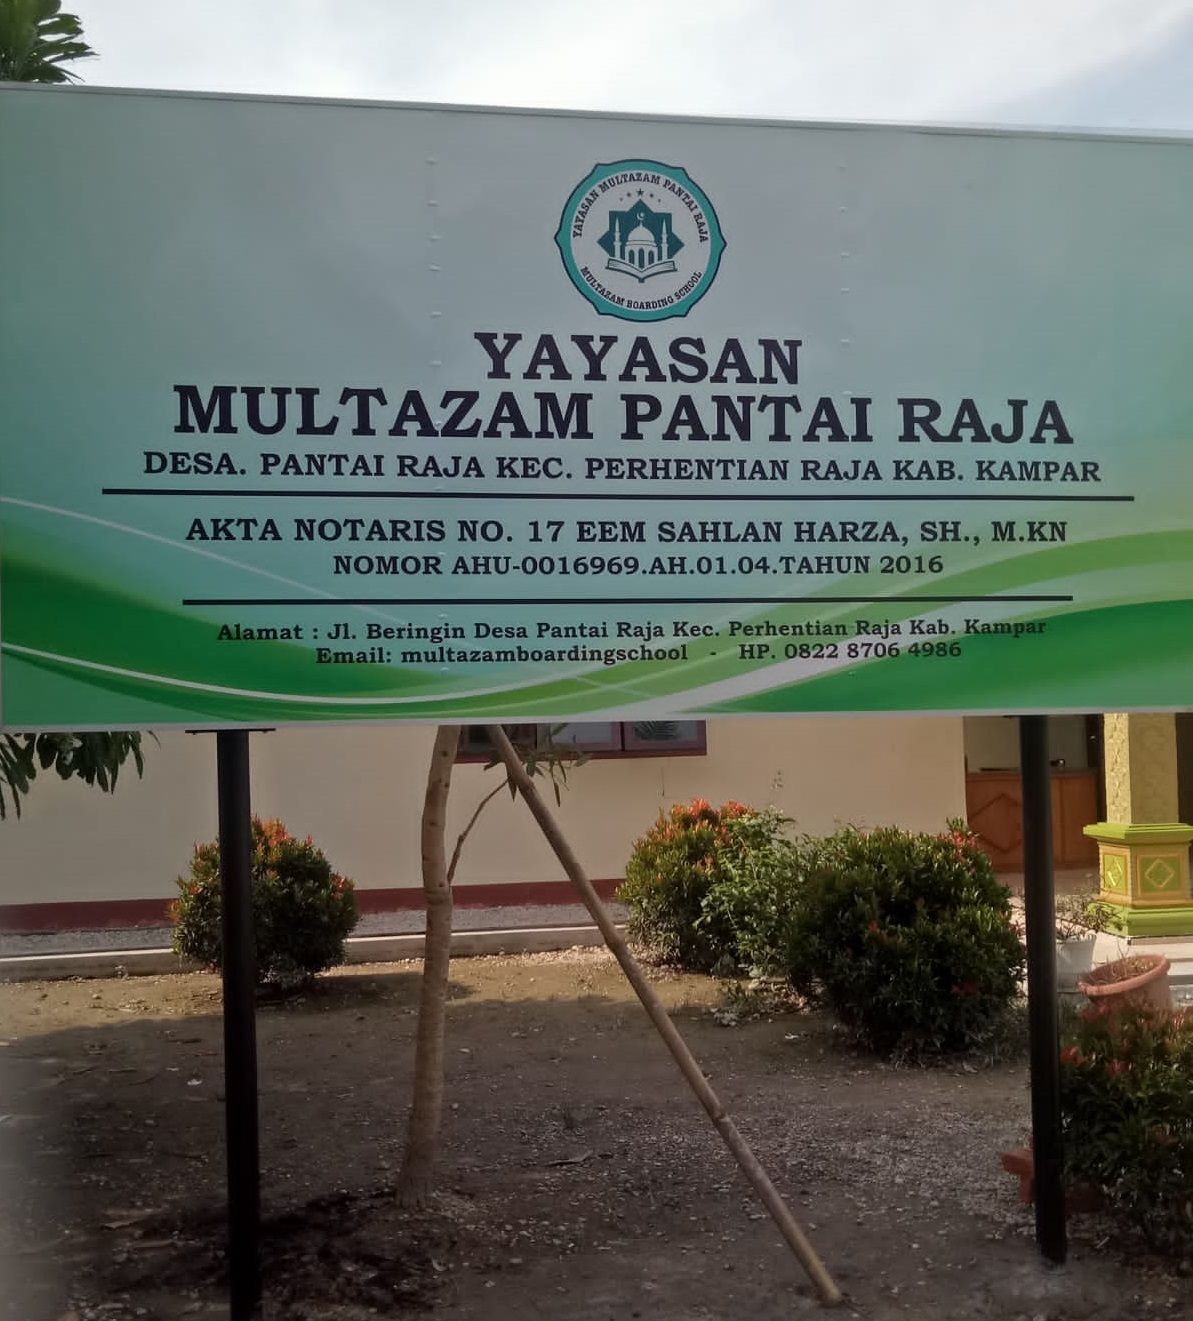 YAYASAN MULTAZAM PANTAI RAJA
MULTAZAM BOARDING SCHOOL
YAYASAN
MULTAZAM PANTAI RAJA
DESA. PANTAI RAJA KEC. PERHENTIAN RAJA KAB. KAMPAR
AKTA NOTARIS NO. 17 EEM SAHLAN HARZA, SH., M.KN
NOMOR AHU-0016969.AH.01.04.TAHUN 2016
Alamat : Jl. Beringin Desa Pantai Raja Kec. Perhentian Raja Kab. Kampar
Email: multazamboardingschool - HP. 0822 8706 4986